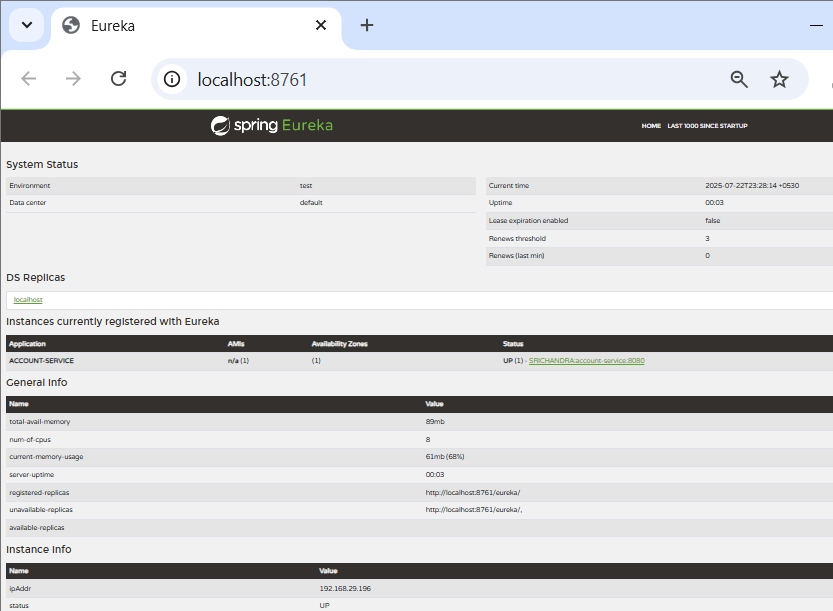 Eureka
localhost:8761
spring Eureka
HOME LAST 1000 SINCE STARTUP
System Status
Environment test
Data center default
Current time 2025-07-22T23:28:14 +0530
Uptime 00:03
Lease expiration enabled false
Renews threshold 3
Renews (last min) 0
DS Replicas
localhost
Instances currently registered with Eureka
Application AMIs Availability Zones Status
ACCOUNT-SERVICE n/a (1) (1) UP (1) - SRICHANDRA:account-service:8080
General Info
Name Value
total-avail-memory 89mb
num-of-cpus 8
current-memory-usage 61mb (68%)
server-uptime 00:03
registered-replicas http://localhost:8761/eureka/
unavailable-replicas http://localhost:8761/eureka/,
available-replicas
Instance Info
Name Value
ipAddr 192.168.29.196
status UP